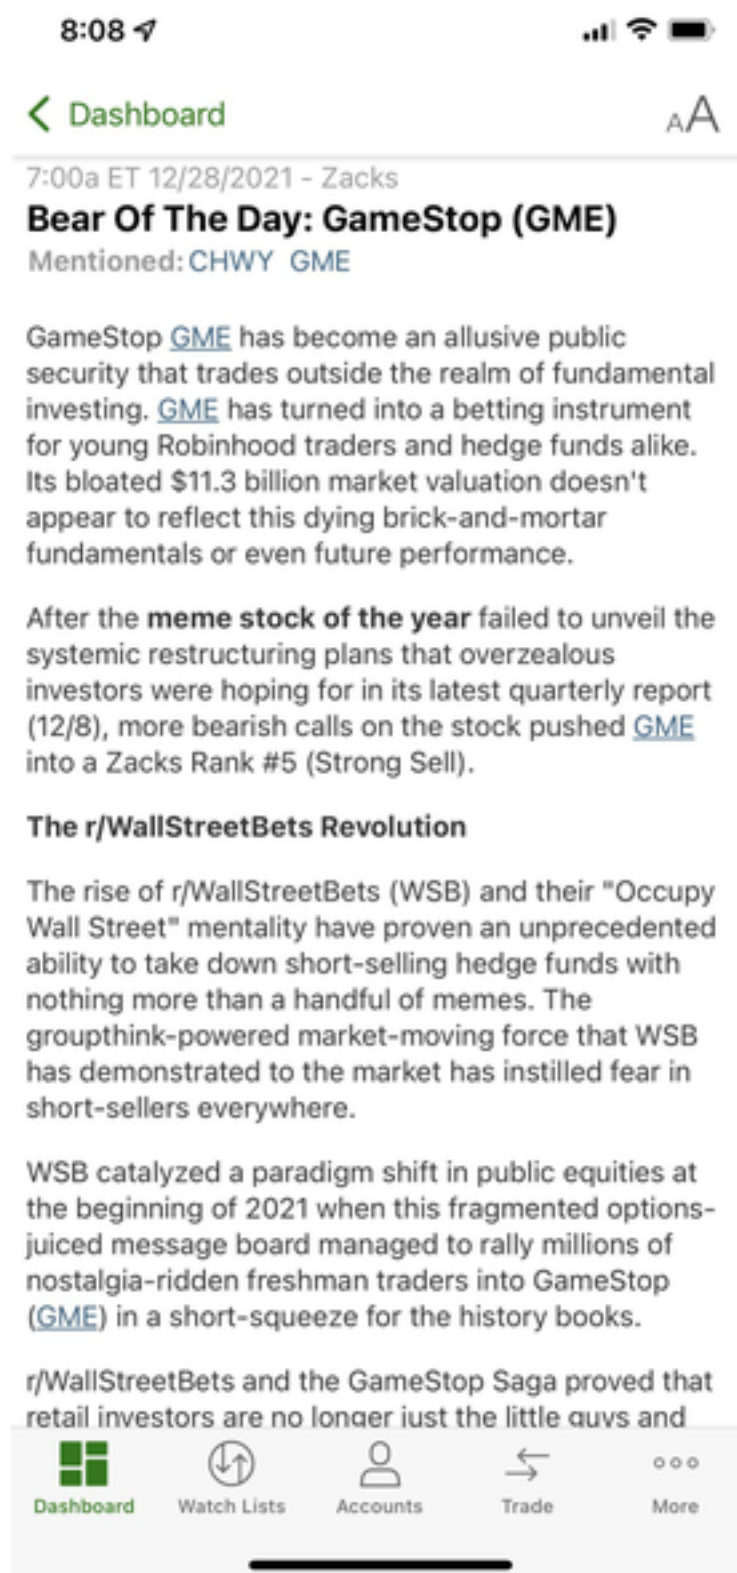 8:08
Dashboard
AA
7:00a ET 12/28/2021 - Zacks
Bear Of The Day: GameStop (GME)
Mentioned: CHWY GME
GameStop GME has become an allusive public
security that trades outside the realm of fundamental
investing. GME has turned into a betting instrument
for young Robinhood traders and hedge funds alike.
Its bloated $11.3 billion market valuation doesn't
appear to reflect this dying brick-and-mortar
fundamentals or even future performance.
After the meme stock of the year failed to unveil the
systemic restructuring plans that overzealous
investors were hoping for in its latest quarterly report
(12/8), more bearish calls on the stock pushed GME
into a Zacks Rank #5 (Strong Sell).
The r/WallStreetBets Revolution
The rise of r/WallStreetBets (WSB) and their "Occupy
Wall Street" mentality have proven an unprecedented
ability to take down short-selling hedge funds with
nothing more than a handful of memes. The
groupthink-powered market-moving force that WSB
has demonstrated to the market has instilled fear in
short-sellers everywhere.
WSB catalyzed a paradigm shift in public equities at
the beginning of 2021 when this fragmented options-
juiced message board managed to rally millions of
nostalgia-ridden freshman traders into GameStop
(GME) in a short-squeeze for the history books.
r/WallStreetBets and the GameStop Saga proved that
retail investors are no longer just the little guys and
Dashboard Watch Lists Accounts Trade More